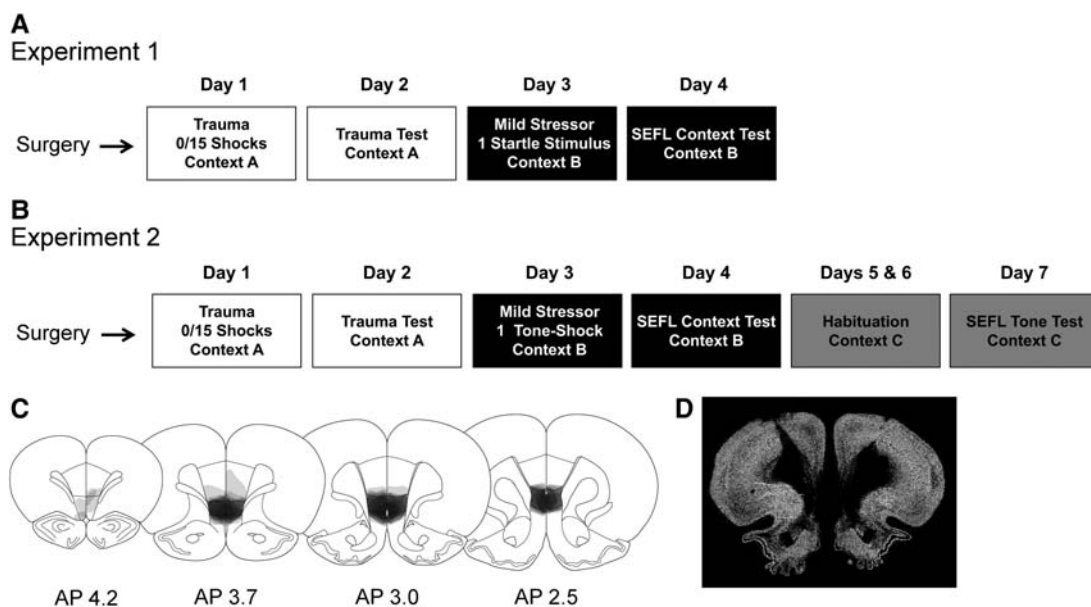 A
Experiment 1
Day 1
Day 2
Day 3
Day 4
Surgery
Trauma
0/15 Shocks
Context A
Trauma Test
Context A
Mild Stressor
1 Startle Stimulus
Context B
SEFL Context Test
Context B
B
Experiment 2
Day 1
Day 2
Day 3
Day 4
Days 5 & 6
Day 7
Surgery
Trauma
0/15 Shocks
Context A
Trauma Test
Context A
Mild Stressor
1 Tone-Shock
Context B
SEFL Context Test
Context B
Habituation
Context C
SEFL Tone Test
Context C
C
AP 4.2
AP 3.7
AP 3.0
AP 2.5
D